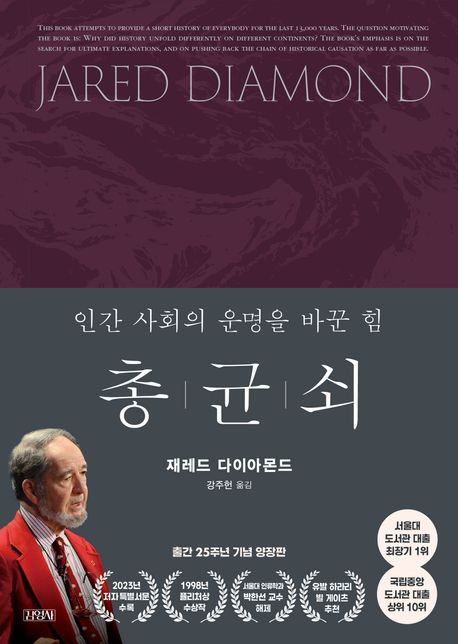 THIS BOOK ATTEMPTS TO PROVIDE A SHORT HISTORY OF EVERYBODY FOR THE LAST 13,000 YEARS. THE QUESTION MOTIVATING
THE BOOK IS: WHY DID HISTORY UNFOLD DIFFERENTLY ON DIFFERENT CONTINENTS? THE BOOK'S EMPHASIS IS ON THE
SEARCH FOR ULTIMATE EXPLANATIONS, AND ON PUSHING BACK THE CHAIN OF HISTORICAL CAUSATION AS FAR AS POSSIBLE.
JARED DIAMOND
인간 사회의 운명을 바꾼 힘
총|균|쇠
재레드 다이아몬드
강주헌 옮김
출간 25주년 기념 양장판
2023년
저자 특별서문
수록
1998년
퓰리처상
수상작
서울대 인류학과
박한선 교수
해제
유발 하라리
빌 게이츠
추천
서울대
도서관 대출
최장기 1위
국립중앙
도서관 대출
상위 10위
김영사